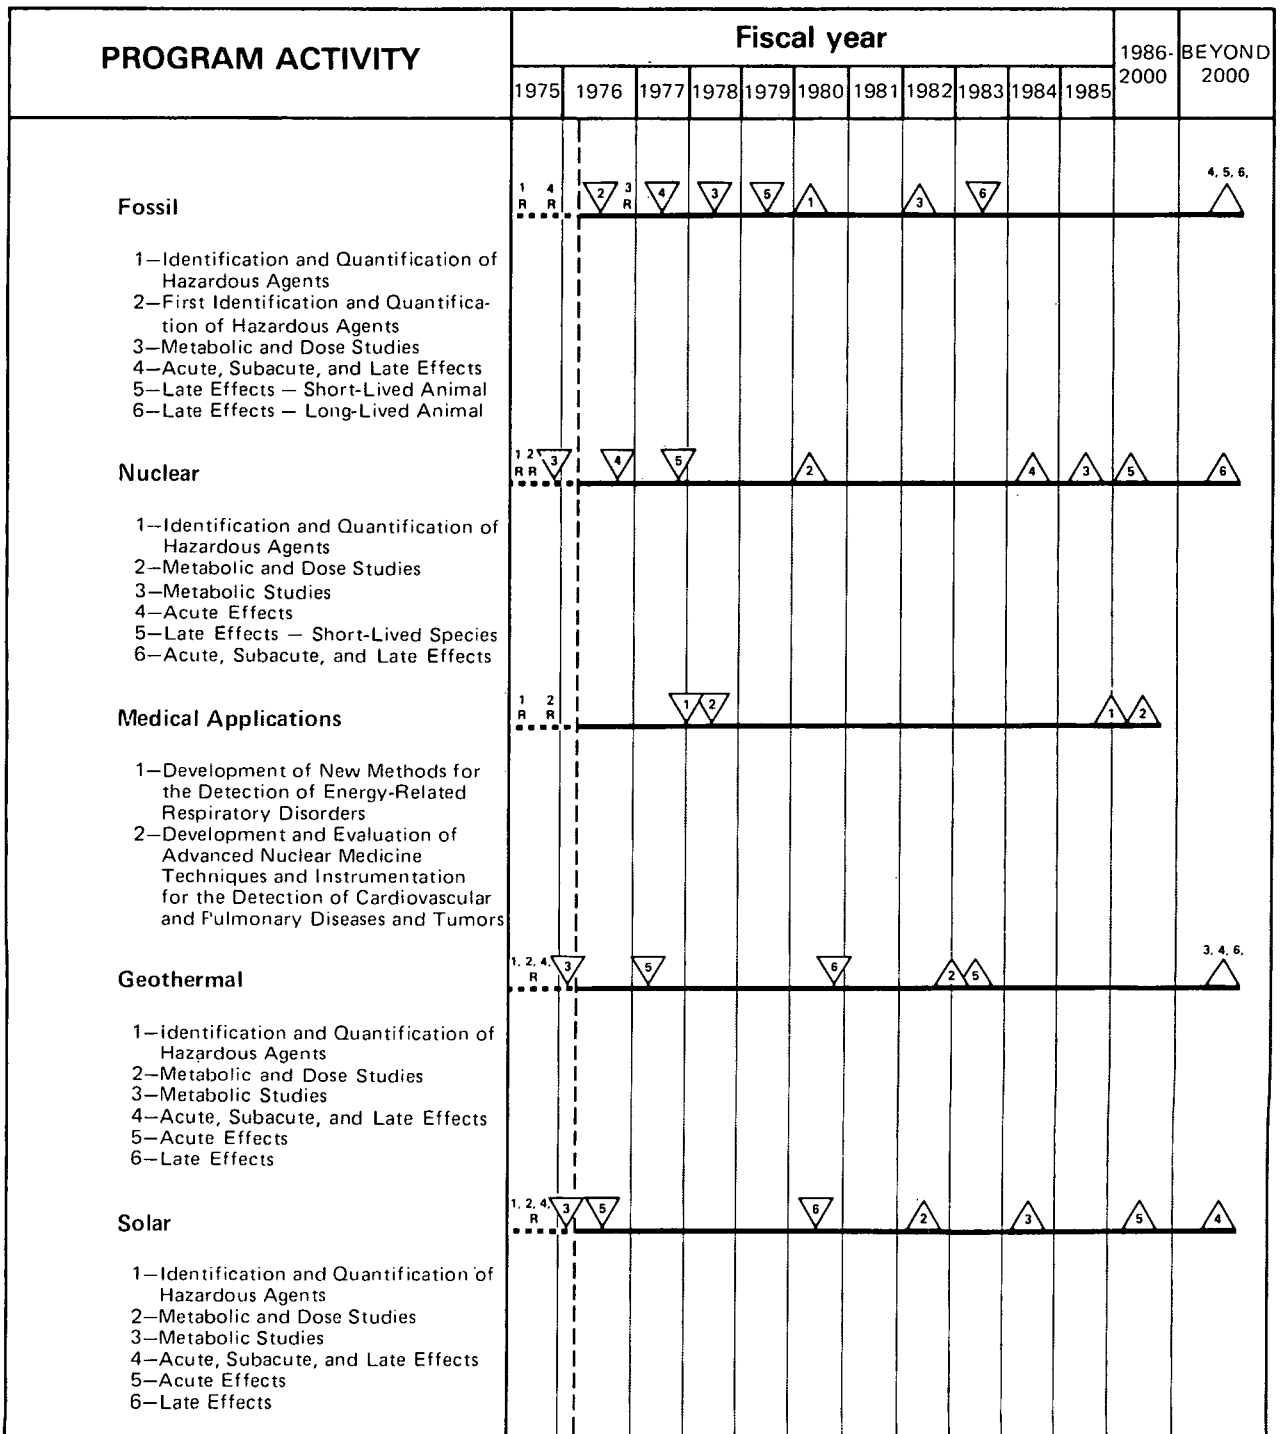 PROGRAM ACTIVITY
Fiscal year
1986-
2000
BEYOND
2000
1975 1976 1977 1978 1979 1980 1981 1982 1983 1984 1985
Fossil
1 4 2 3 4 3 5 1 3 6 4, 5, 6,
R R R
1—Identification and Quantification of
Hazardous Agents
2—First Identification and Quantifica-
tion of Hazardous Agents
3—Metabolic and Dose Studies
4—Acute, Subacute, and Late Effects
5—Late Effects — Short-Lived Animal
6—Late Effects — Long-Lived Animal
Nuclear
1 2 3 4 5 2 4 3 5 6
R R
1—Identification and Quantification of
Hazardous Agents
2—Metabolic and Dose Studies
3—Metabolic Studies
4—Acute Effects
5—Late Effects — Short-Lived Species
6—Acute, Subacute, and Late Effects
Medical Applications
1 2 1 2 1 2
R R
1—Development of New Methods for
the Detection of Energy-Related
Respiratory Disorders
2—Development and Evaluation of
Advanced Nuclear Medicine
Techniques and Instrumentation
for the Detection of Cardiovascular
and Pulmonary Diseases and Tumors
Geothermal
1, 2, 4, 3 5 6 2 5 3, 4, 6,
R
1—Identification and Quantification of
Hazardous Agents
2—Metabolic and Dose Studies
3—Metabolic Studies
4—Acute, Subacute, and Late Effects
5—Acute Effects
6—Late Effects
Solar
1, 2, 4, 3 5 6 2 3 5 4
R
1—Identification and Quantification of
Hazardous Agents
2—Metabolic and Dose Studies
3—Metabolic Studies
4—Acute, Subacute, and Late Effects
5—Acute Effects
6—Late Effects